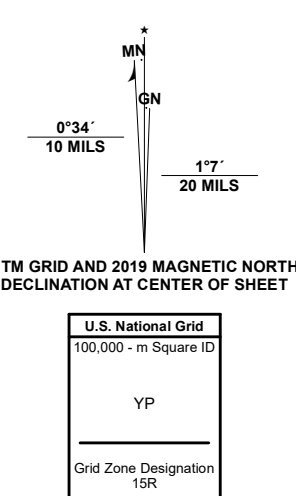 ★
MN
GN
0°34´
10 MILS
1°7´
20 MILS
TM GRID AND 2019 MAGNETIC NORTH
DECLINATION AT CENTER OF SHEET
U.S. National Grid
100,000 - m Square ID
YP
Grid Zone Designation
15R